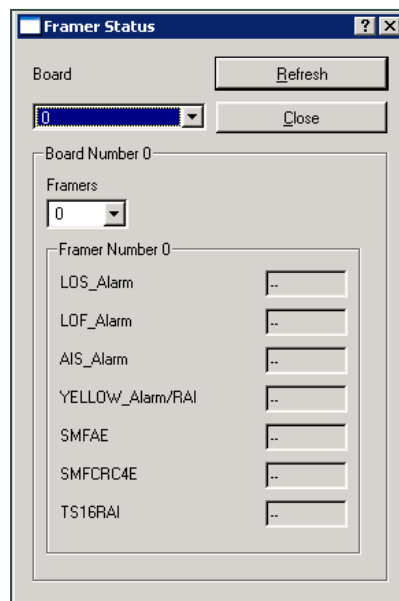 Framer Status
Board
Refresh
0
Close
Board Number 0
Framers
0
Framer Number 0
LOS_Alarm --
LOF_Alarm --
AIS_Alarm --
YELLOW_Alarm/RAI --
SMFAE --
SMFCRC4E --
TS16RAI --